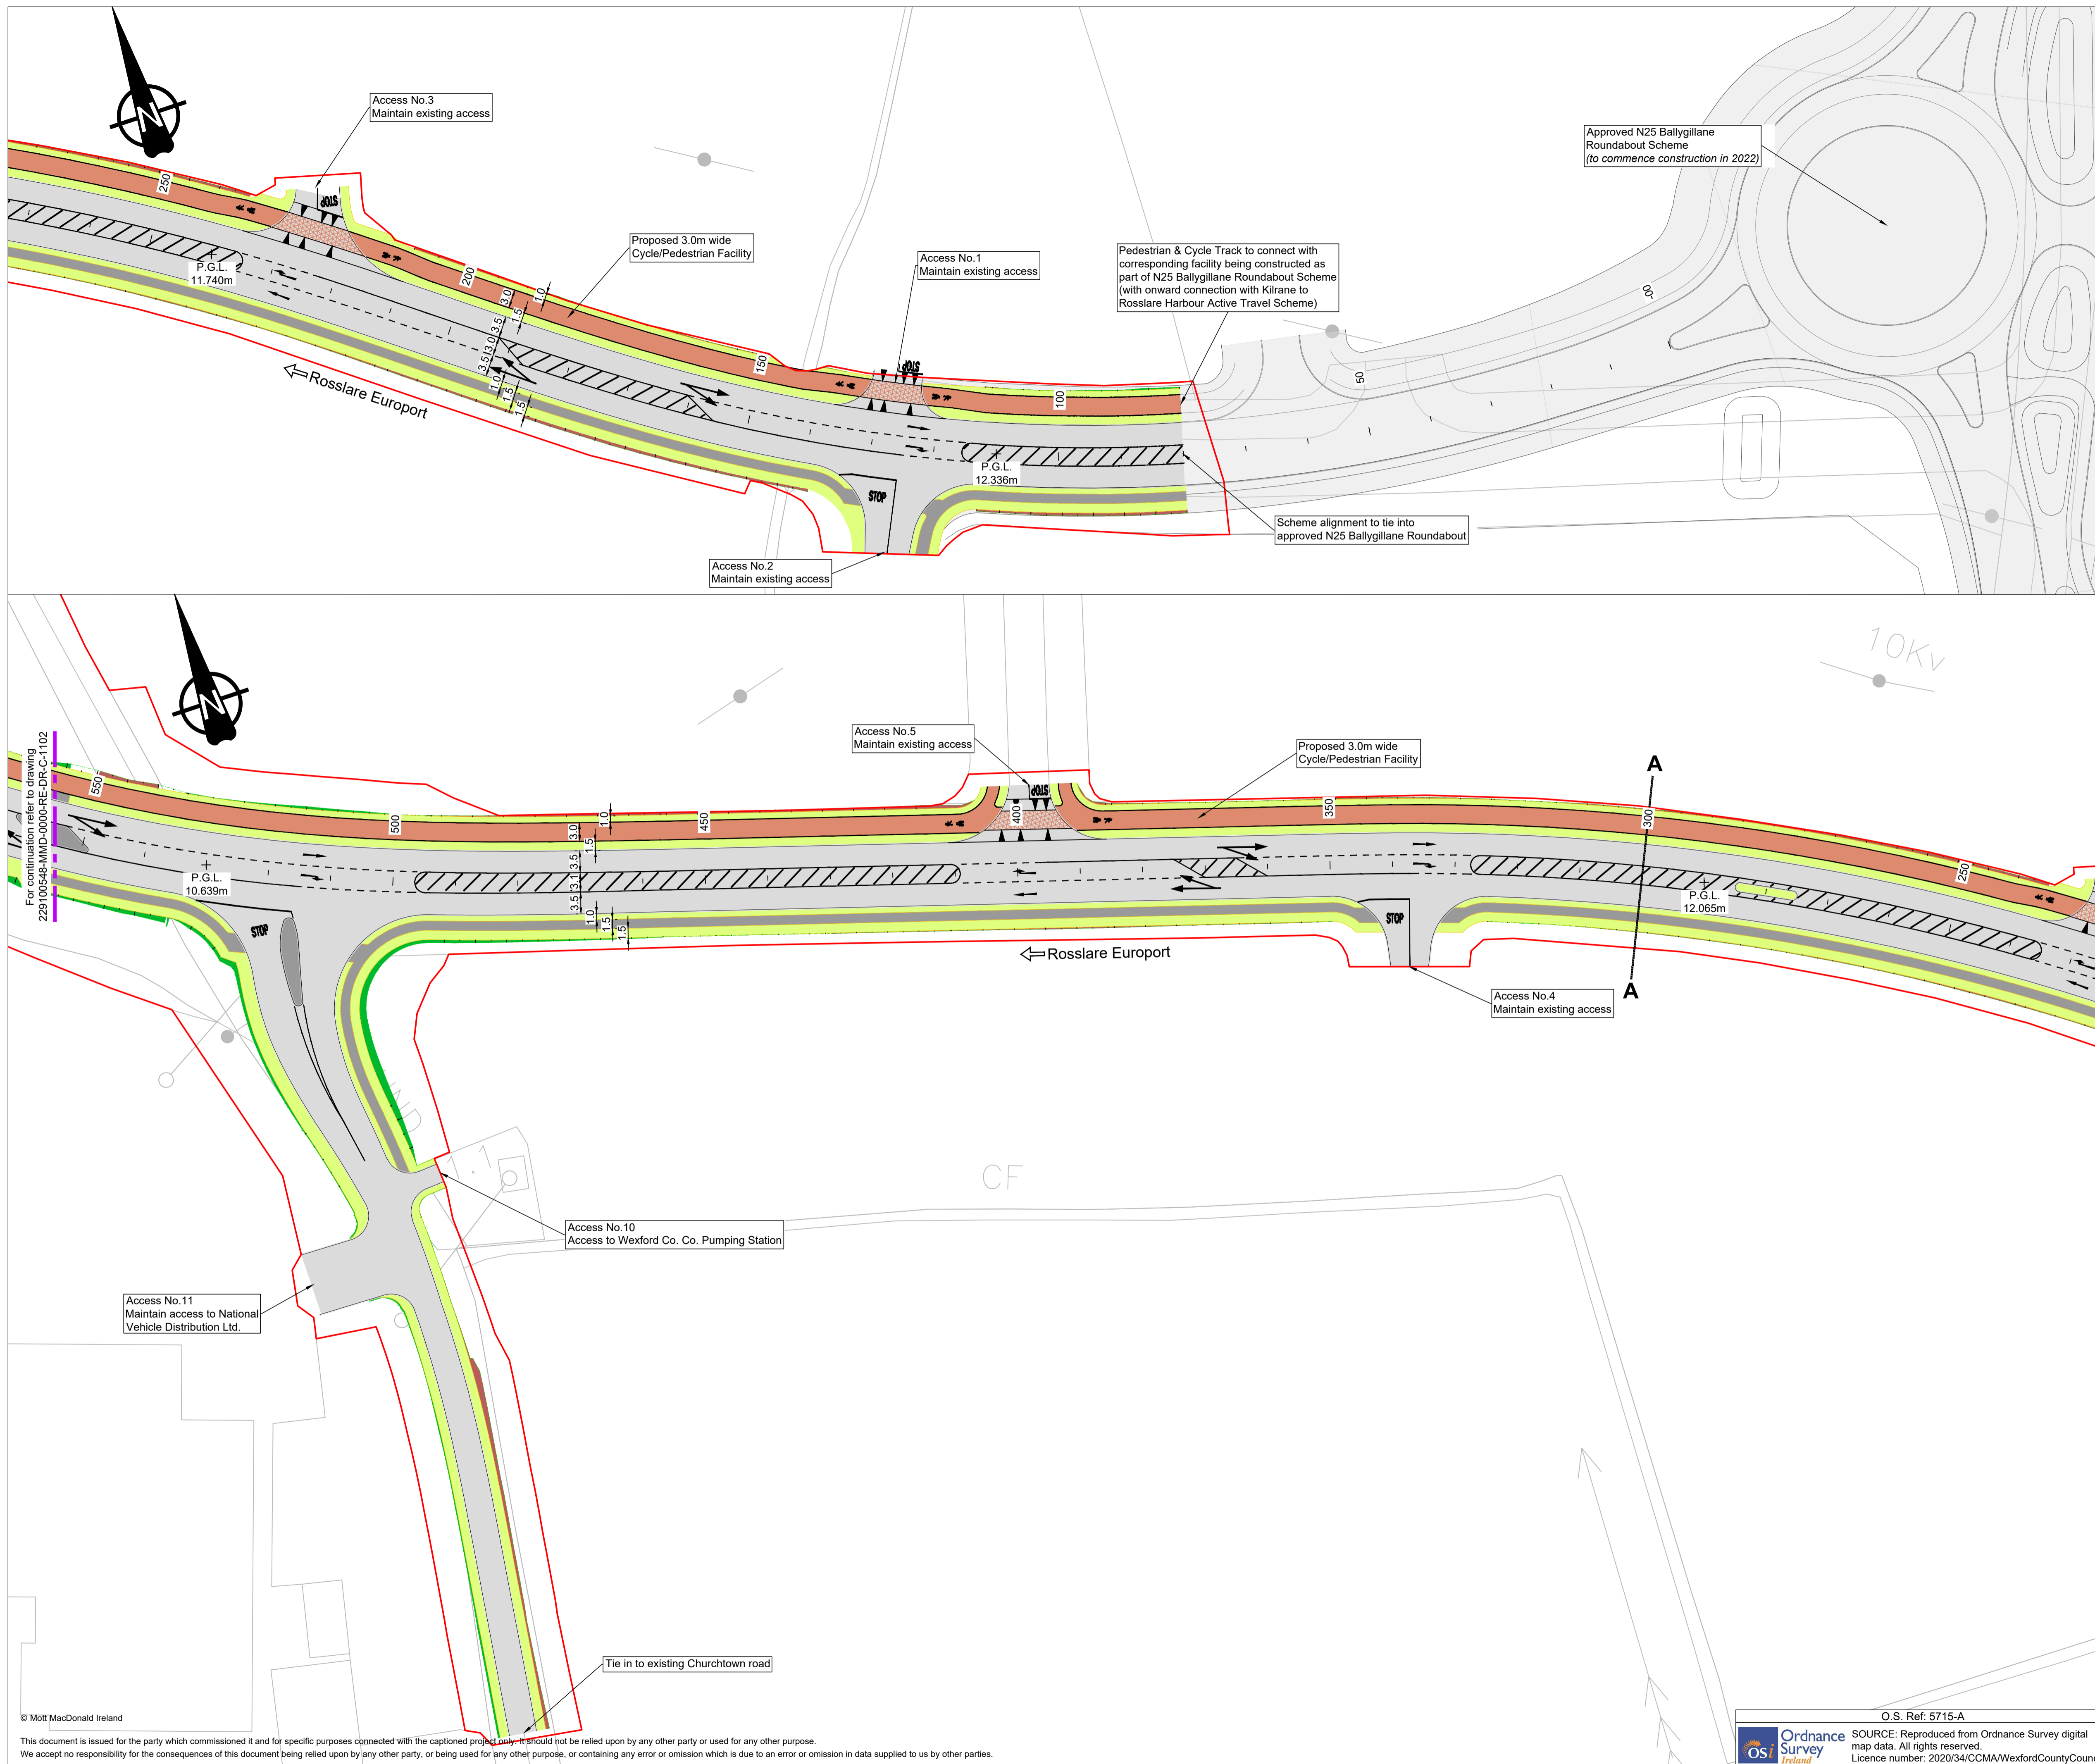 Access No.3
Maintain existing access
N
250
STOP
P.G.L.
11.740m
200
Proposed 3.0m wide
Cycle/Pedestrian Facility
3.0
1.0
1.5
3.5
3.0
3.5
1.0
1.5
1.5
Rosslare Europort
150
Access No.1
Maintain existing access
STOP
100
Pedestrian & Cycle Track to connect with
corresponding facility being constructed as
part of N25 Ballygillane Roundabout Scheme
(with onward connection with Kilrane to
Rosslare Harbour Active Travel Scheme)
Approved N25 Ballygillane
Roundabout Scheme
(to commence construction in 2022)
-00
50
P.G.L.
12.336m
STOP
Scheme alignment to tie into
approved N25 Ballygillane Roundabout
Access No.2
Maintain existing access
N
10Kv
For continuation refer to drawing
229100548-MMD-0000-RE-DR-C-1102
550
500
450
400
350
300
250
Access No.5
Maintain existing access
STOP
Proposed 3.0m wide
Cycle/Pedestrian Facility
A
A
P.G.L.
10.639m
3.0
1.0
1.5
3.5
3.1
3.5
1.0
1.5
1.5
P.G.L.
12.065m
STOP
STOP
Rosslare Europort
Access No.4
Maintain existing access
CF
Access No.10
Access to Wexford Co. Co. Pumping Station
Access No.11
Maintain access to National
Vehicle Distribution Ltd.
Tie in to existing Churchtown road
© Mott MacDonald Ireland
This document is issued for the party which commissioned it and for specific purposes connected with the captioned project only. It should not be relied upon by any other party or used for any other purpose.
We accept no responsibility for the consequences of this document being relied upon by any other party, or being used for any other purpose, or containing any error or omission which is due to an error or omission in data supplied to us by other parties.
O.S. Ref: 5715-A
OSi Ordnance Survey Ireland
SOURCE: Reproduced from Ordnance Survey digital
map data. All rights reserved.
Licence number: 2020/34/CCMA/WexfordCountyCoun